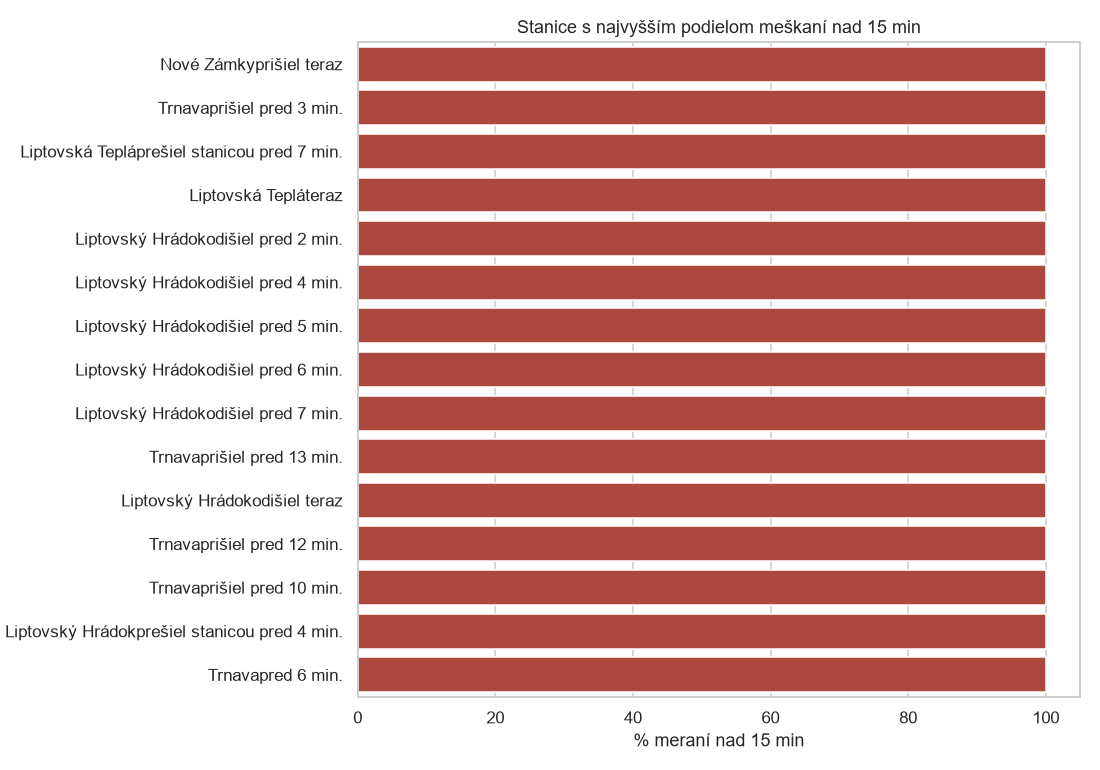 Stanice s najvyšším podielom meškaní nad 15 min
Nové Zámkyprišiel teraz
Trnavaprišiel pred 3 min.
Liptovská Tepláprešiel stanicou pred 7 min.
Liptovská Tepláteraz
Liptovský Hrádokodišiel pred 2 min.
Liptovský Hrádokodišiel pred 4 min.
Liptovský Hrádokodišiel pred 5 min.
Liptovský Hrádokodišiel pred 6 min.
Liptovský Hrádokodišiel pred 7 min.
Trnavaprišiel pred 13 min.
Liptovský Hrádokodišiel teraz
Trnavaprišiel pred 12 min.
Trnavaprišiel pred 10 min.
Liptovský Hrádokprešiel stanicou pred 4 min.
Trnavapred 6 min.
0 20 40 60 80 100
% meraní nad 15 min